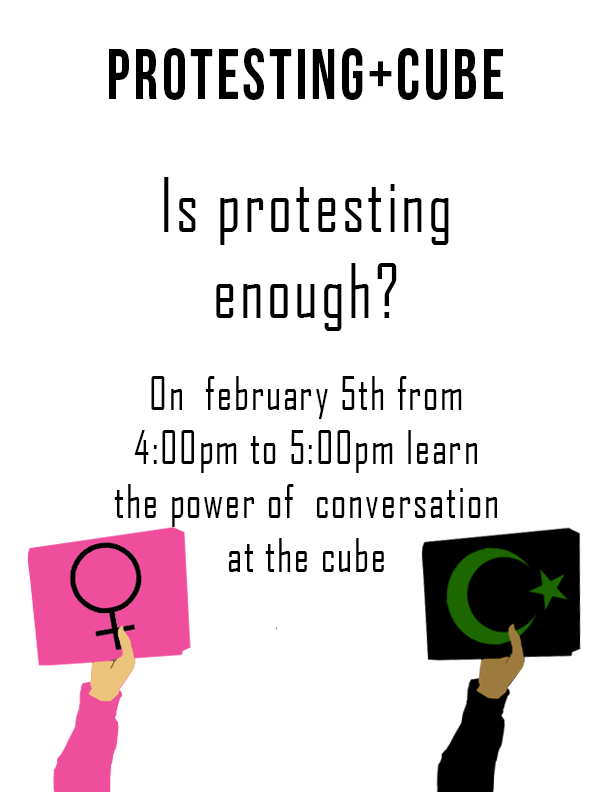 PROTESTING+CUBE
Is protesting
enough?
On february 5th from
4:00pm to 5:00pm learn
the power of conversation
at the cube